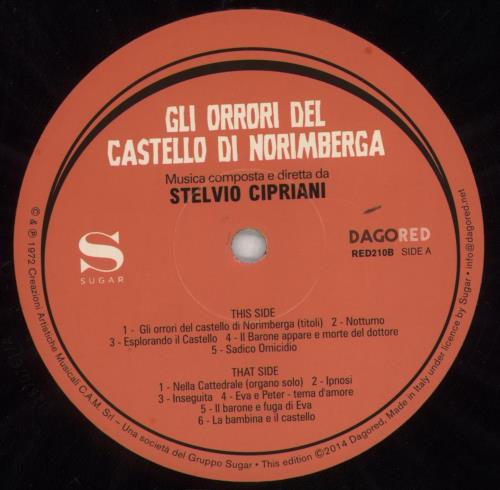 GLI ORRORI DEL
CASTELLO DI NORIMBERGA
Musica composta e diretta da
STELVIO CIPRIANI
S
SUGAR
DAGORED
RED210B SIDE A
THIS SIDE
1 - Gli orrori del castello di Norimberga (titoli) 2 - Notturno
3 - Esplorando il Castello 4 - Il Barone appare e morte del dottore
5 - Sadico Omicidio
THAT SIDE
1 - Nella Cattedrale (organo solo) 2 - Ipnosi
3 - Inseguita 4 - Eva e Peter - tema d'amore
5 - Il barone e fuga di Eva
6 - La bambina e il castello
© & ℗ 1972 Creazioni Artistiche Musicali C.A.M. Srl - Una società del Gruppo Sugar • This edition ©2014 Dagored, Made in Italy under licence by Sugar • info@dagored.net